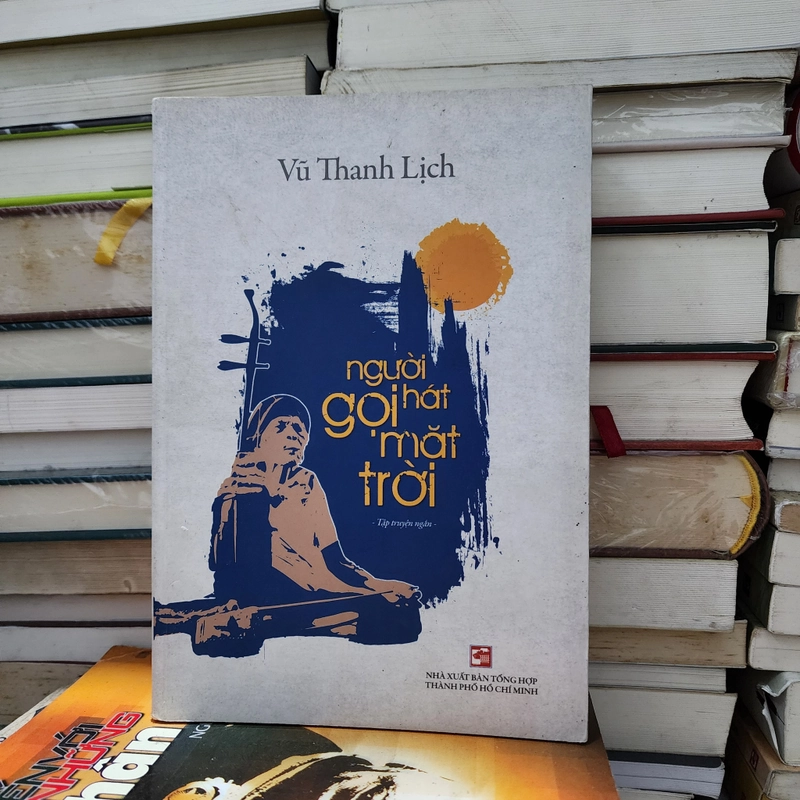 Vũ Thanh Lịch
người
hát
gọi
mặt
trời
- Tập truyện ngắn -
NHÀ XUẤT BẢN TỔNG HỢP
THÀNH PHỐ HỒ CHÍ MINH
NHỮNG